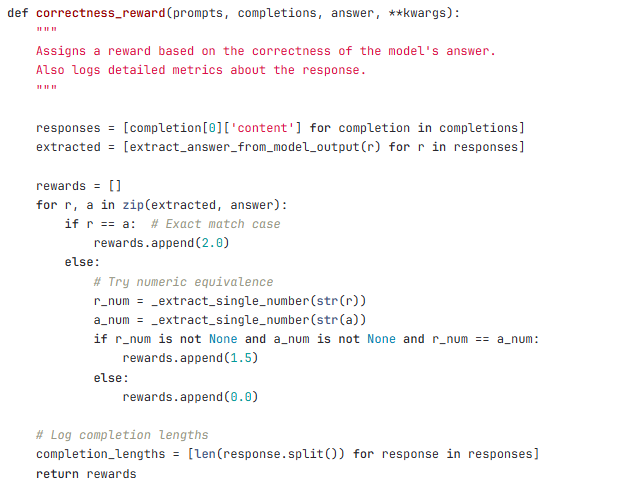 def correctness_reward(prompts, completions, answer, **kwargs):
    """
    Assigns a reward based on the correctness of the model's answer.
    Also logs detailed metrics about the response.
    """

    responses = [completion[0]['content'] for completion in completions]
    extracted = [extract_answer_from_model_output(r) for r in responses]

    rewards = []
    for r, a in zip(extracted, answer):
        if r == a:  # Exact match case
            rewards.append(2.0)
        else:
            # Try numeric equivalence
            r_num = _extract_single_number(str(r))
            a_num = _extract_single_number(str(a))
            if r_num is not None and a_num is not None and r_num == a_num:
                rewards.append(1.5)
            else:
                rewards.append(0.0)

    # Log completion lengths
    completion_lengths = [len(response.split()) for response in responses]
    return rewards